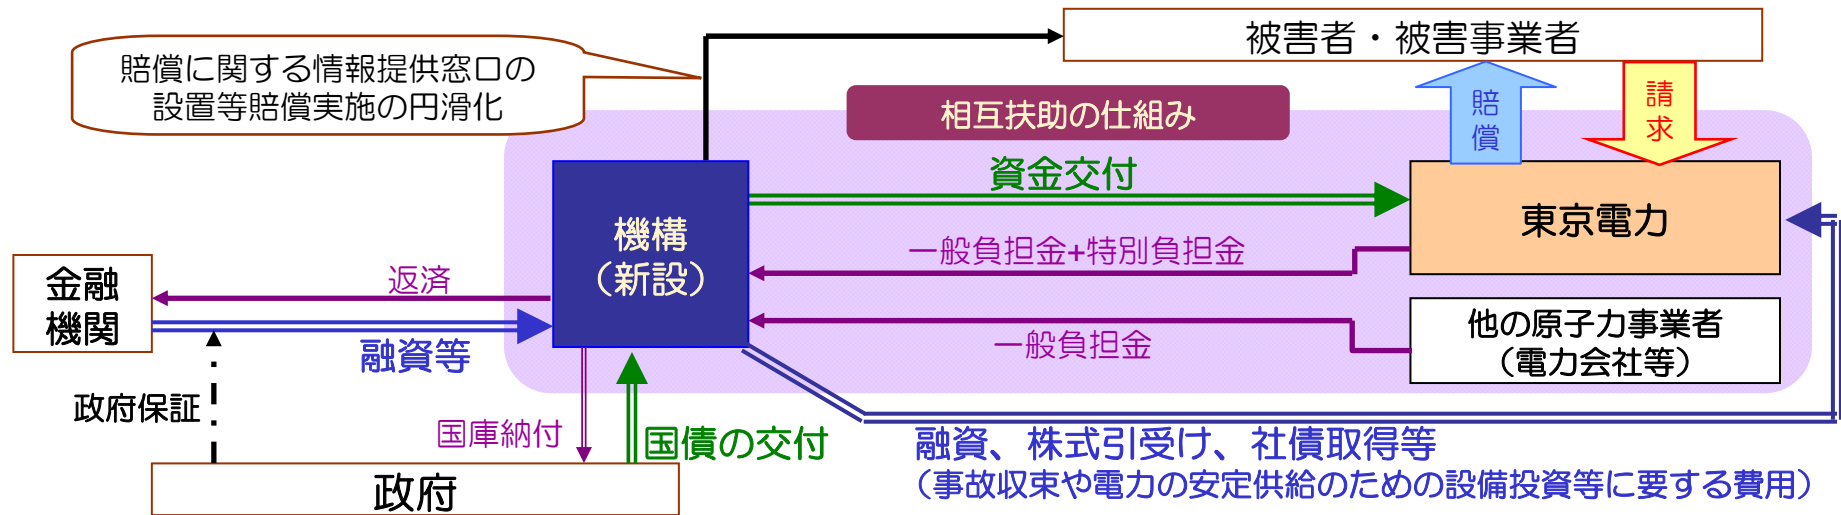 被害者・被害事業者
賠償に関する情報提供窓口の
設置等賠償実施の円滑化
相互扶助の仕組み
賠
償
請
求
資金交付
機構
（新設）
東京電力
一般負担金+特別負担金
金融
機関
返済
融資等
一般負担金
他の原子力事業者
（電力会社等）
政府保証
国庫納付
国債の交付
融資、株式引受け、社債取得等
（事故収束や電力の安定供給のための設備投資等に要する費用）
政府